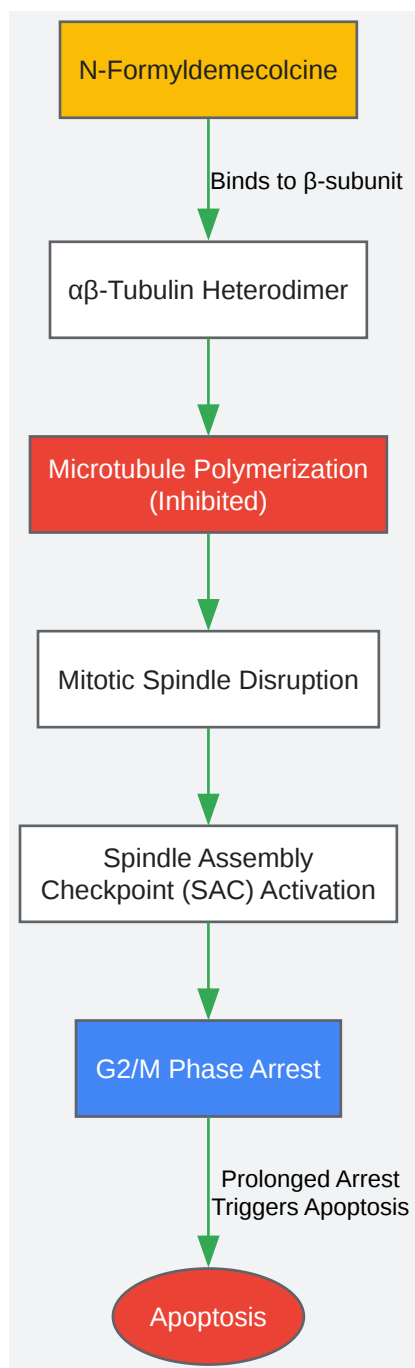 N-Formyldemecolcine
Binds to β-subunit
αβ-Tubulin Heterodimer
Microtubule Polymerization
(Inhibited)
Mitotic Spindle Disruption
Spindle Assembly
Checkpoint (SAC) Activation
G2/M Phase Arrest
Prolonged Arrest
Triggers Apoptosis
Apoptosis